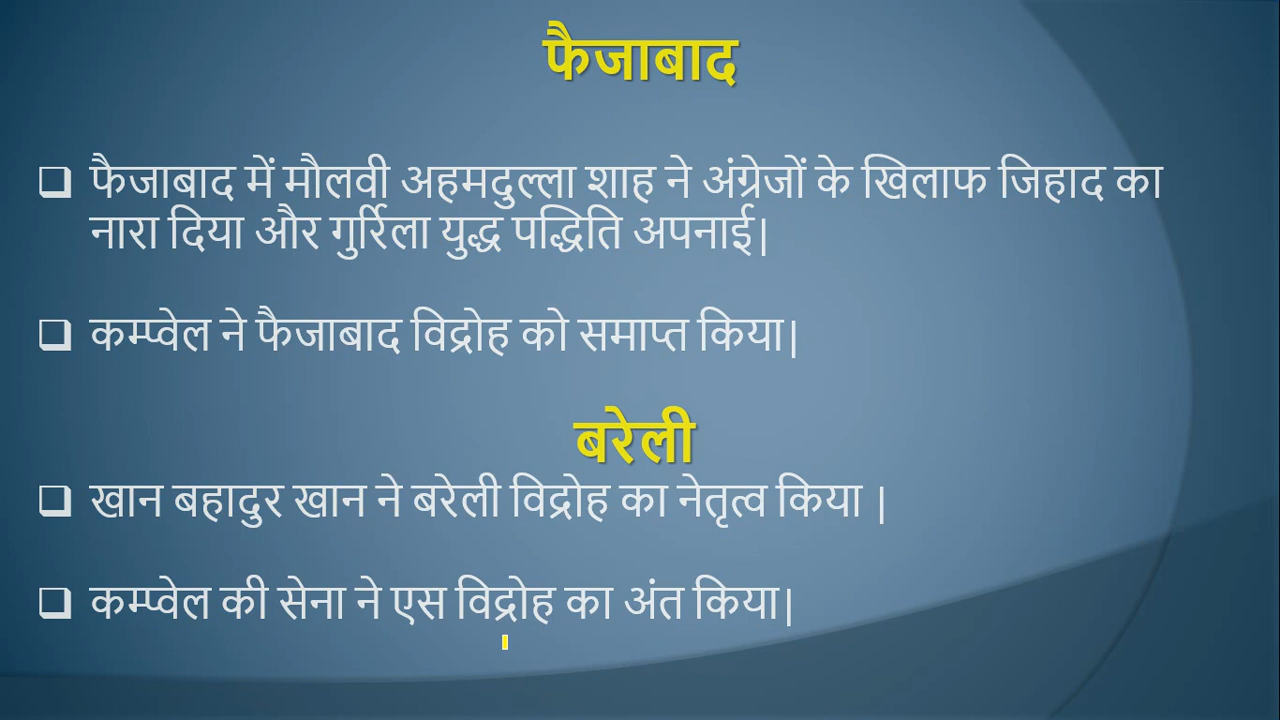 फैजाबाद
❑ फैजाबाद में मौलवी अहमदुल्ला शाह ने अंग्रेजों के खिलाफ जिहाद का
नारा दिया और गुर्रिला युद्ध पद्धिति अपनाई|
❑ कम्प्वेल ने फैजाबाद विद्रोह को समाप्त किया|
बरेली
❑ खान बहादुर खान ने बरेली विद्रोह का नेतृत्व किया |
❑ कम्प्वेल की सेना ने एस विद्रोह का अंत किया|